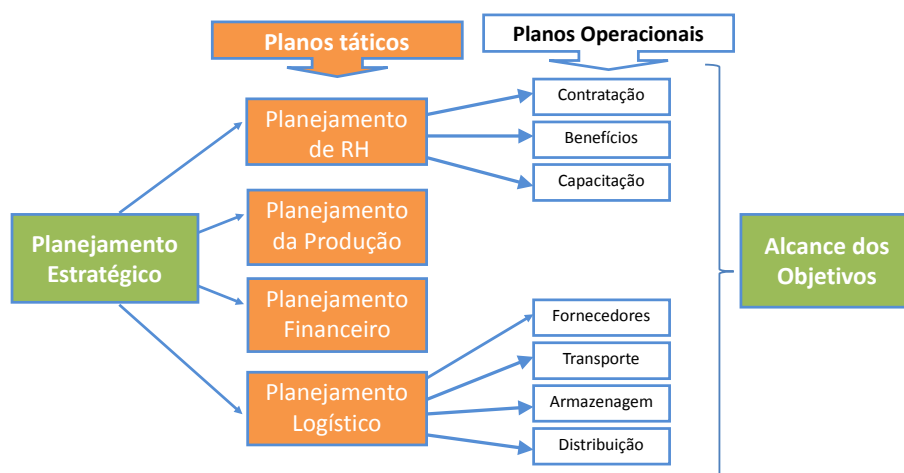 Planos táticos
Planos Operacionais
Planejamento
de RH
Contratação
Benefícios
Capacitação
Planejamento
Estratégico
Planejamento
da Produção
Planejamento
Financeiro
Planejamento
Logístico
Fornecedores
Transporte
Armazenagem
Distribuição
Alcance dos
Objetivos